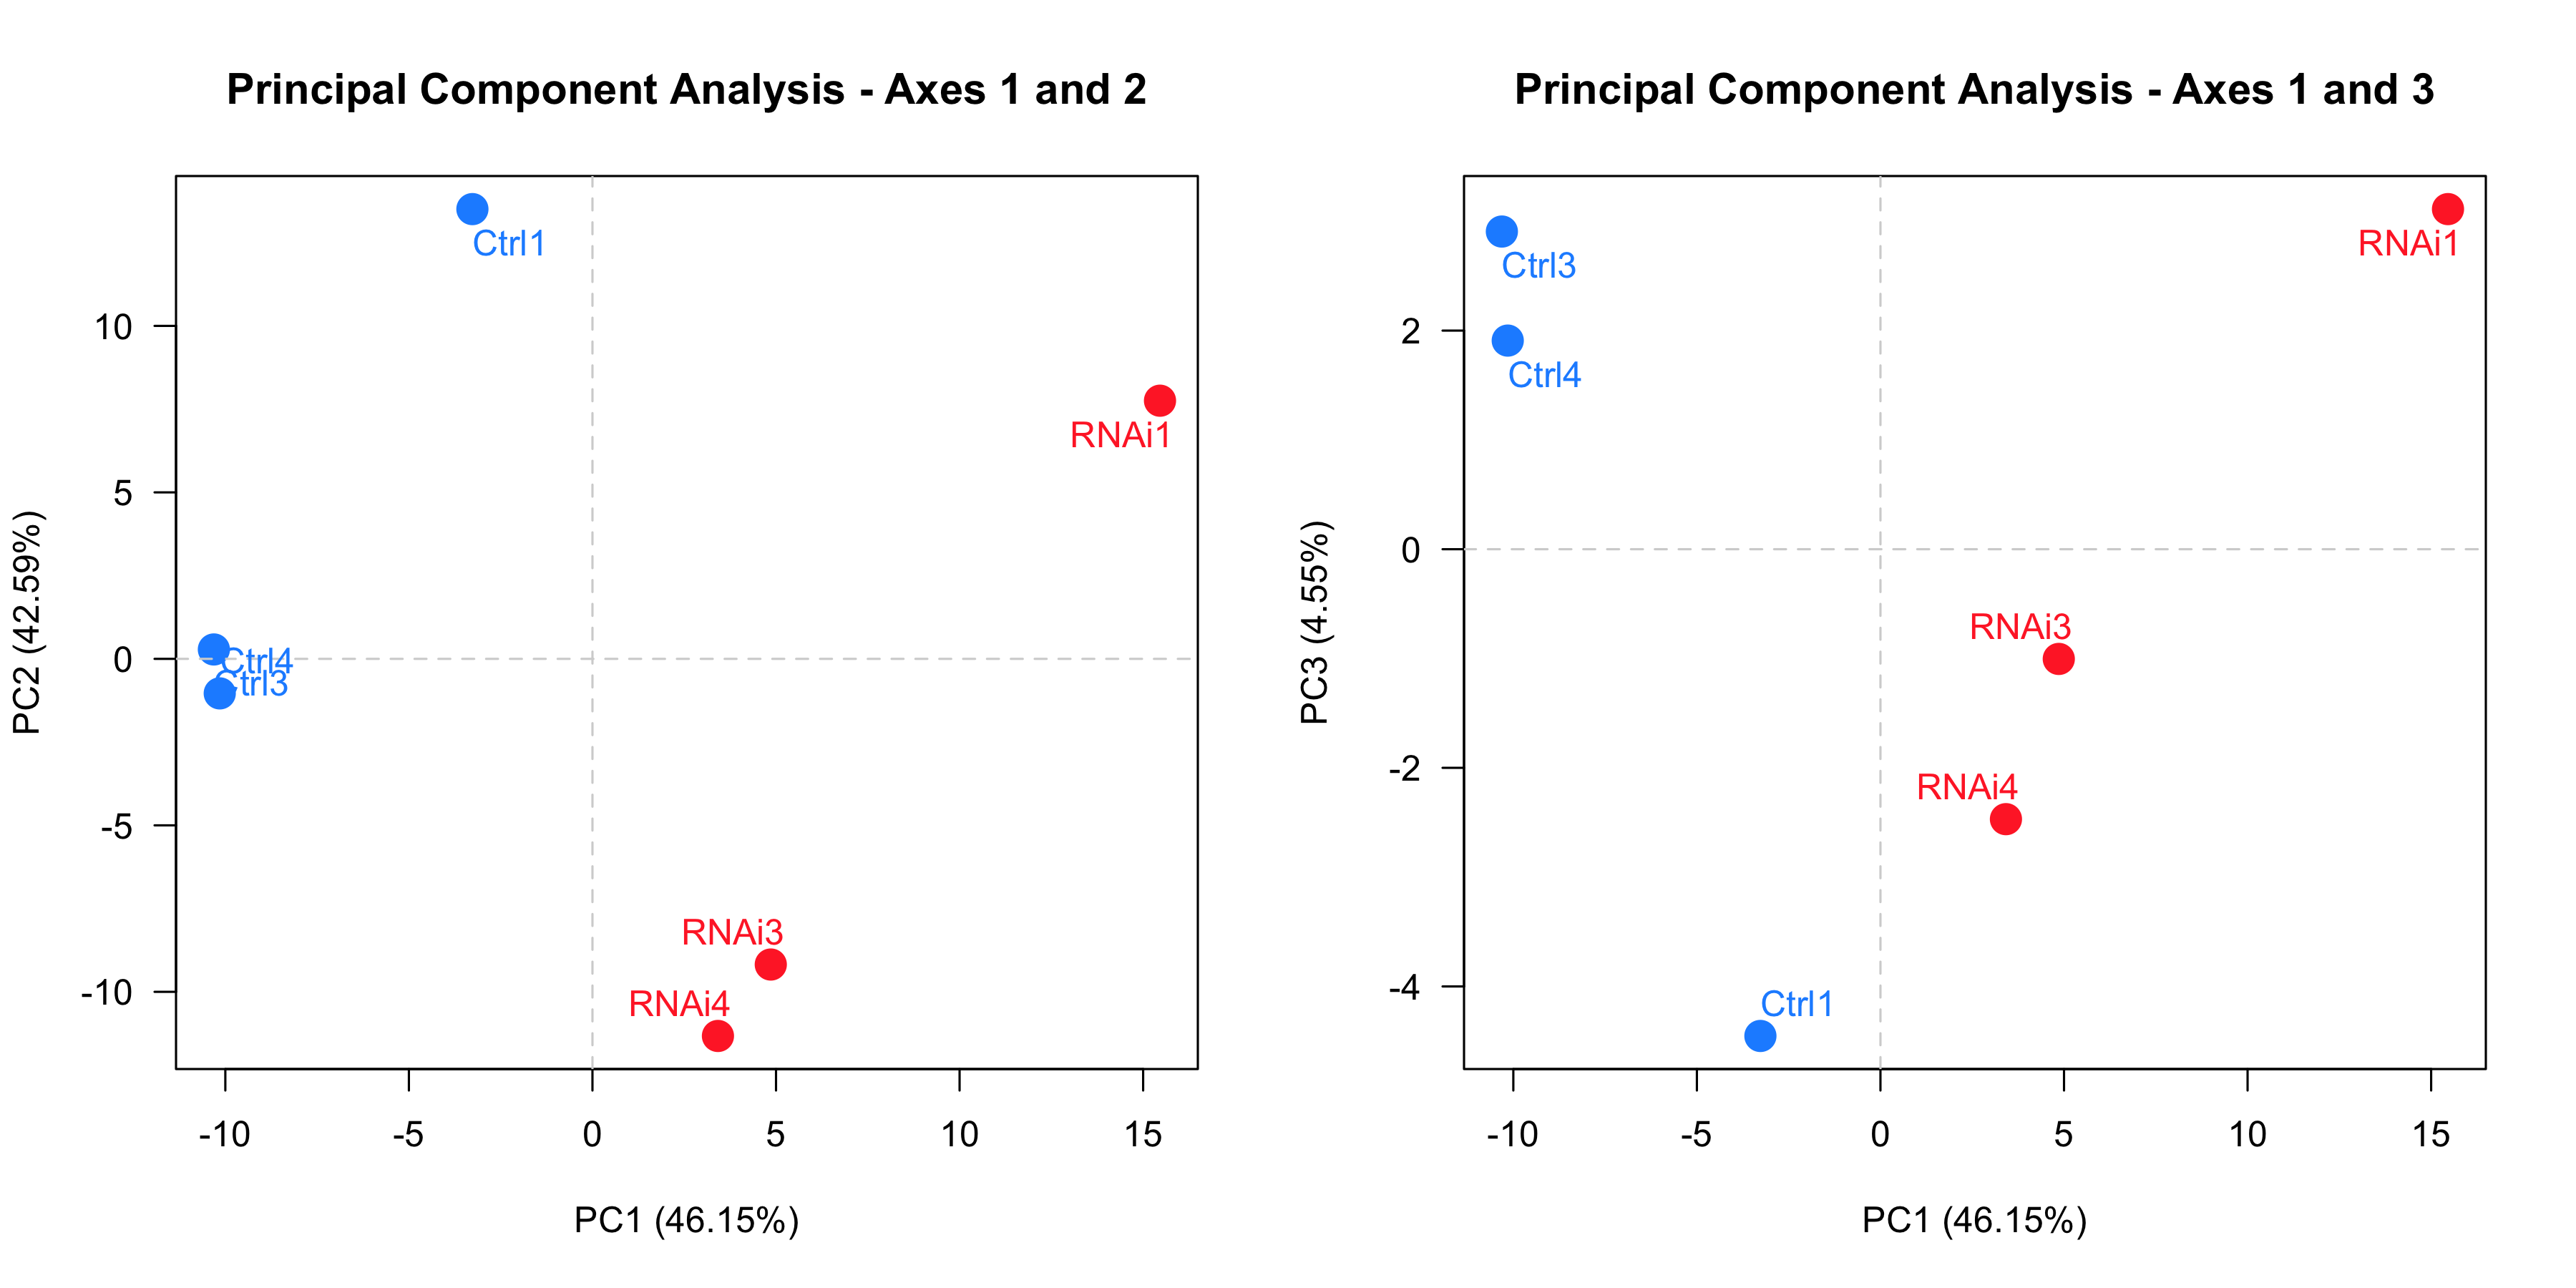 Principal Component Analysis - Axes 1 and 2
Ctrl1
RNAi1
Ctrl4
Ctrl3
RNAi3
RNAi4
10
5
0
-5
-10
PC2 (42.59%)
-10 -5 0 5 10 15
PC1 (46.15%)
Principal Component Analysis - Axes 1 and 3
RNAi1
Ctrl3
Ctrl4
RNAi3
RNAi4
Ctrl1
2
0
-2
-4
PC3 (4.55%)
-10 -5 0 5 10 15
PC1 (46.15%)